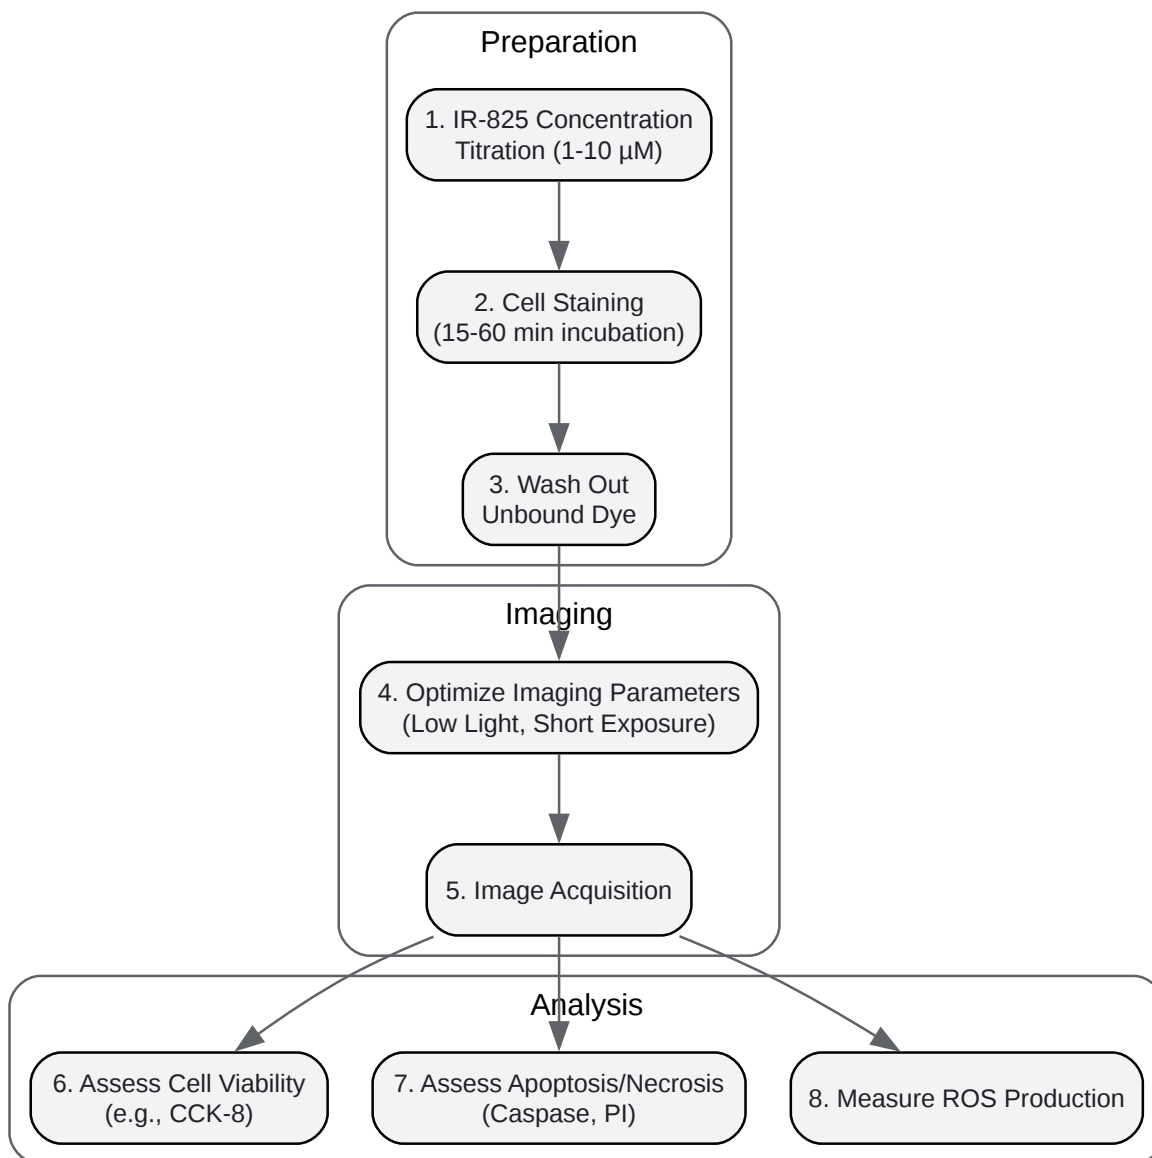 Preparation
1. IR-825 Concentration
Titration (1-10 µM)
2. Cell Staining
(15-60 min incubation)
3. Wash Out
Unbound Dye
Imaging
4. Optimize Imaging Parameters
(Low Light, Short Exposure)
5. Image Acquisition
Analysis
6. Assess Cell Viability
(e.g., CCK-8)
7. Assess Apoptosis/Necrosis
(Caspase, PI)
8. Measure ROS Production